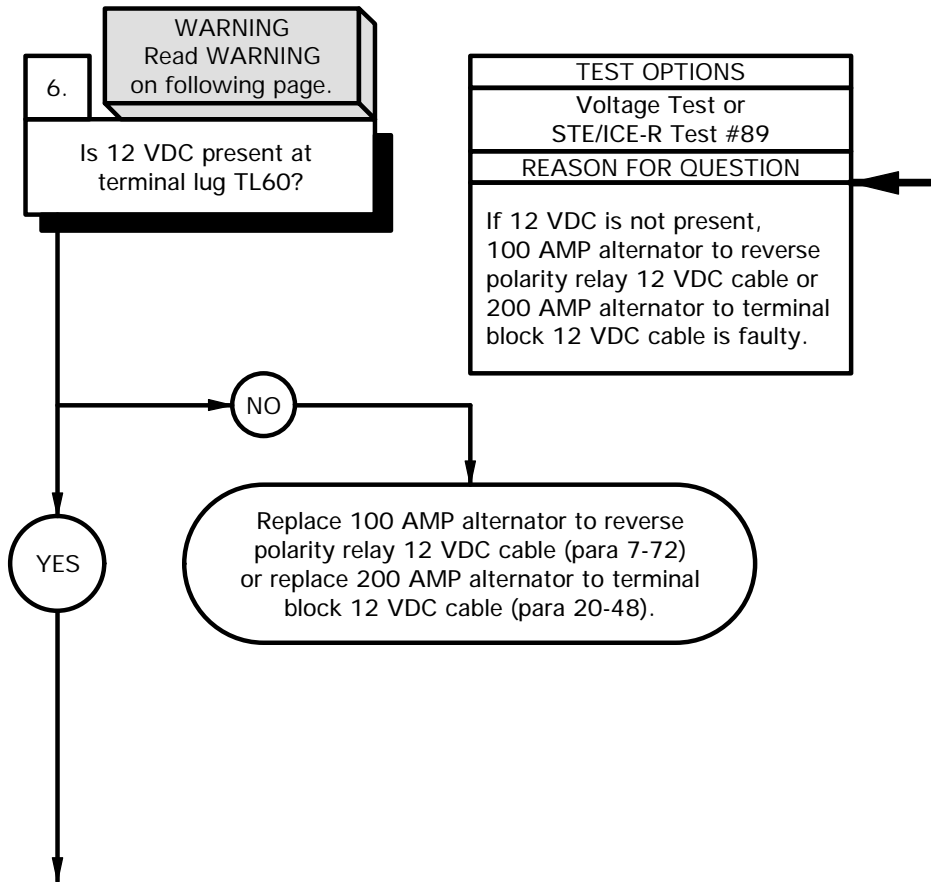 WARNING
Read WARNING
on following page.
6.
Is 12 VDC present at
terminal lug TL60?
TEST OPTIONS
Voltage Test or
STE/ICE-R Test #89
REASON FOR QUESTION
If 12 VDC is not present,
100 AMP alternator to reverse
polarity relay 12 VDC cable or
200 AMP alternator to terminal
block 12 VDC cable is faulty.
NO
YES
Replace 100 AMP alternator to reverse
polarity relay 12 VDC cable (para 7-72)
or replace 200 AMP alternator to terminal
block 12 VDC cable (para 20-48).